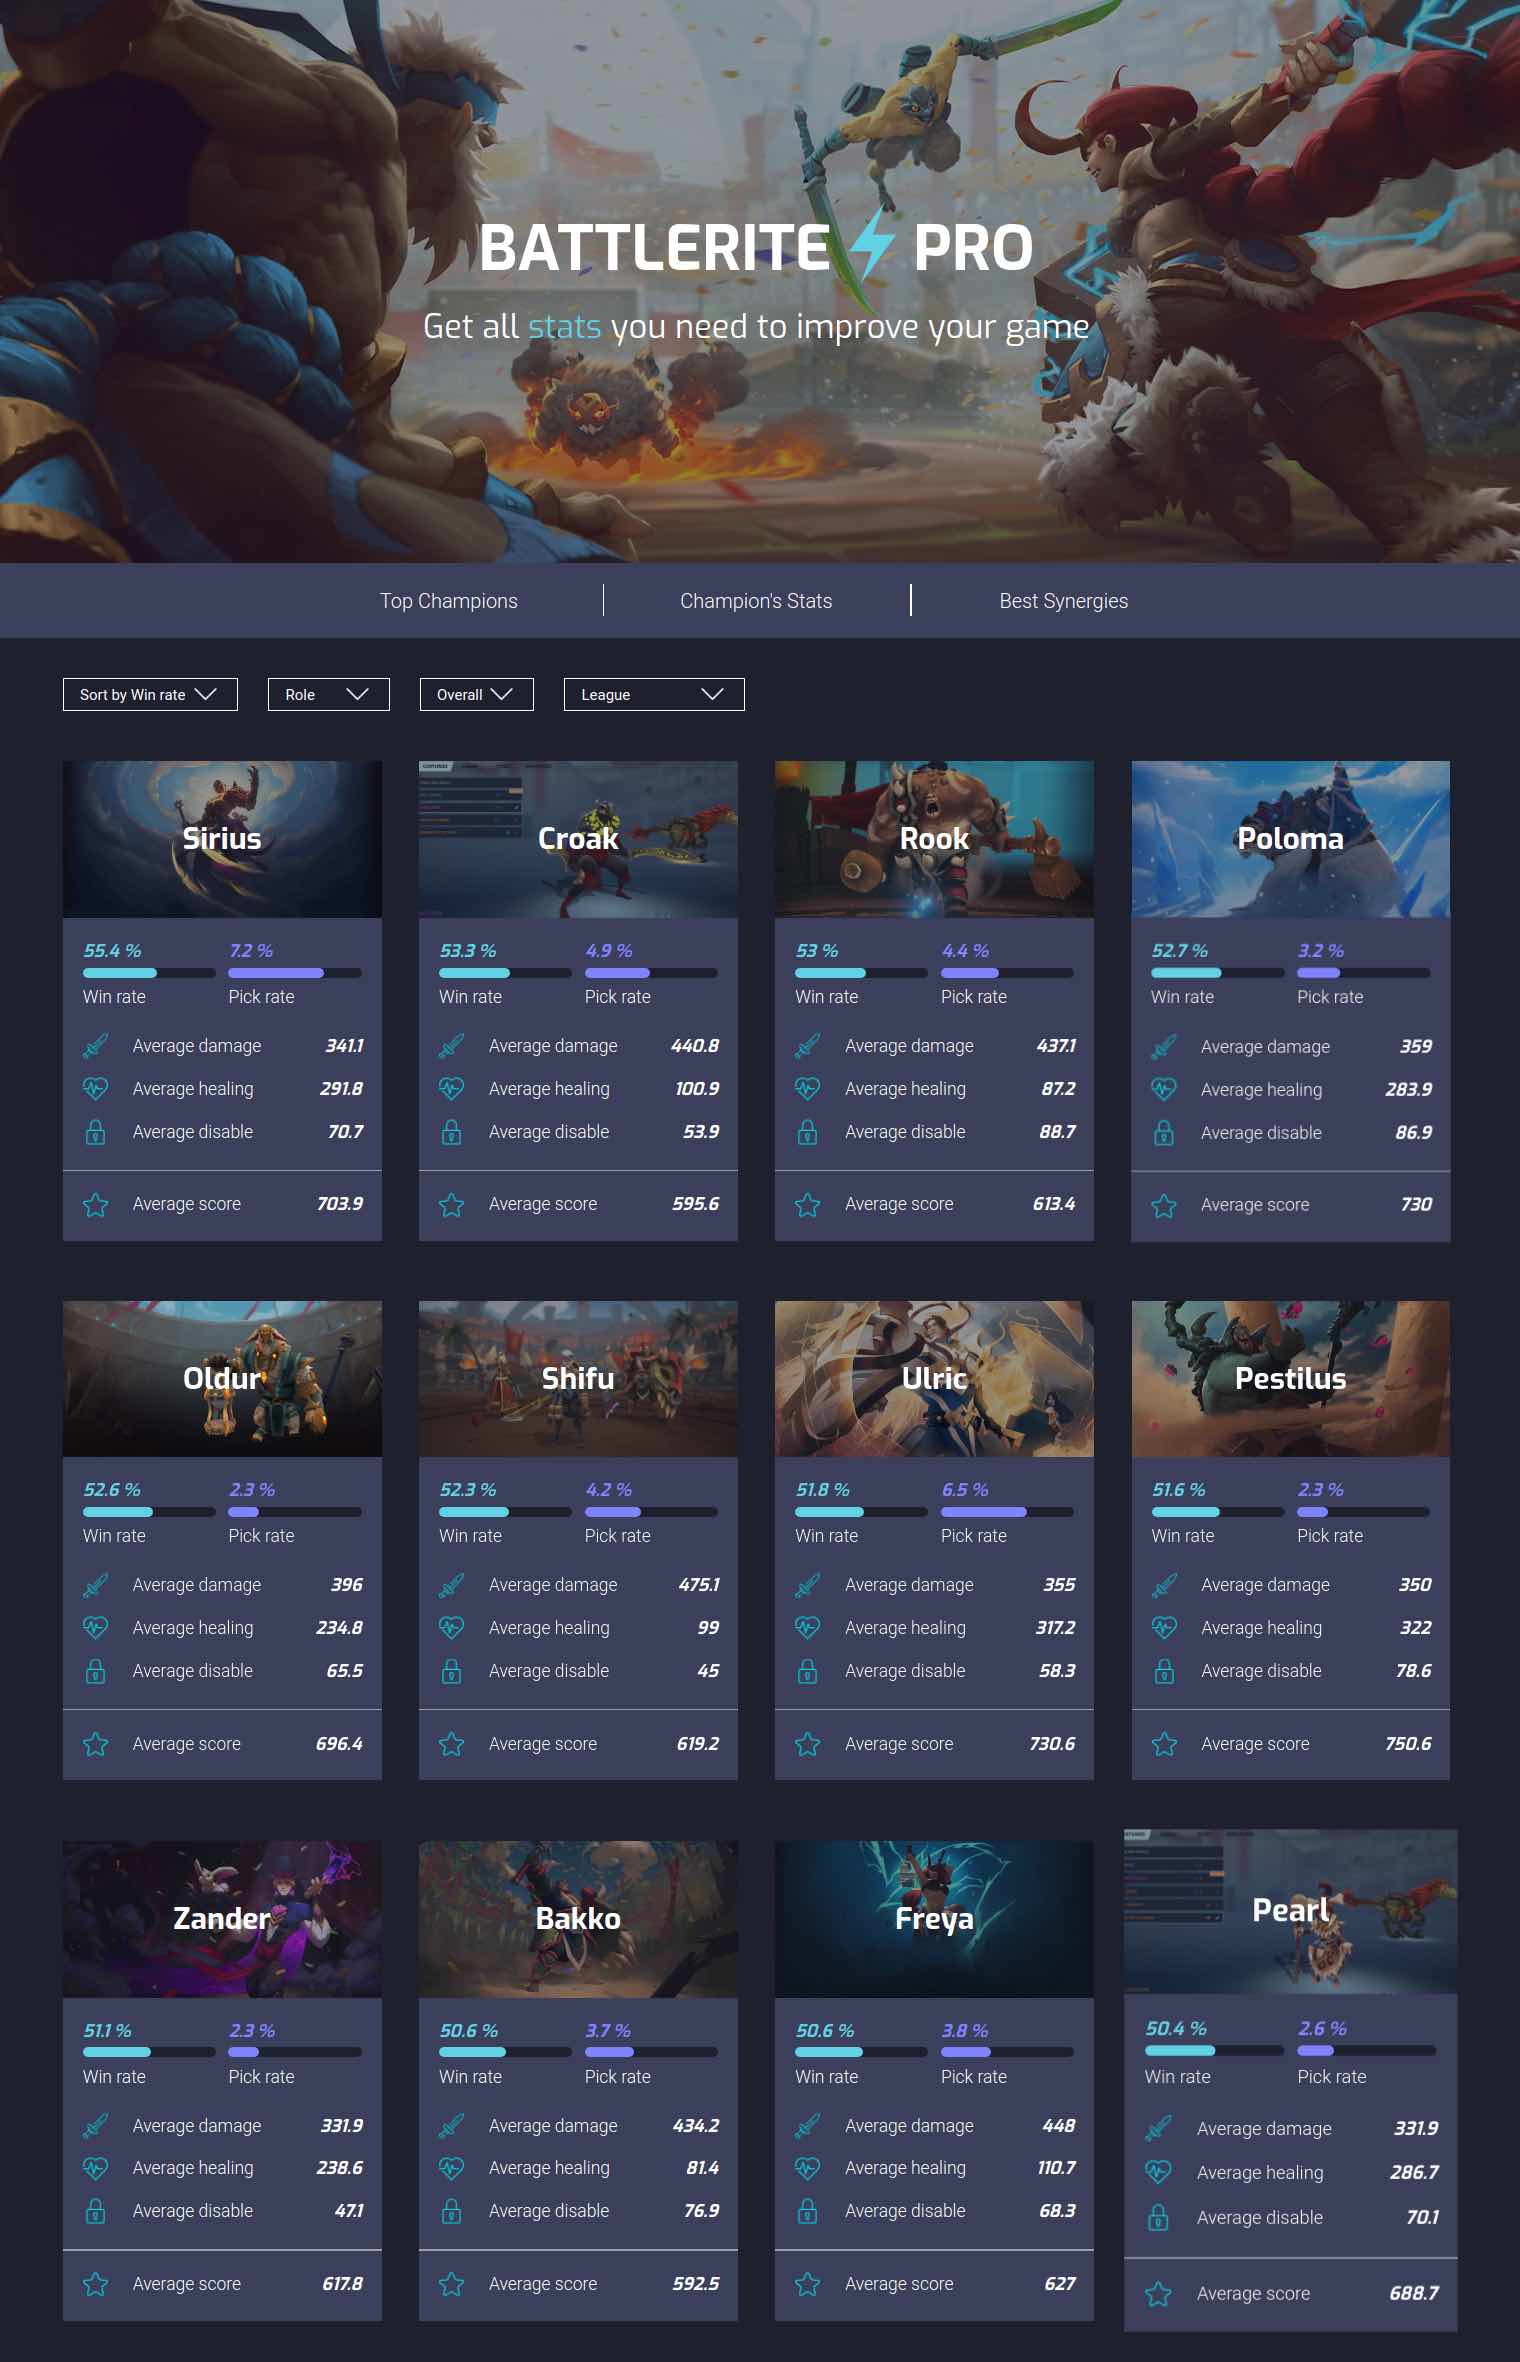 BATTLERITE PRO
Get all stats you need to improve your game
Top Champions Champion's Stats Best Synergies
Sort by Win rate Role Overall League
Sirius
55.4 % 7.2 %
Win rate Pick rate
Average damage 341.1
Average healing 291.8
Average disable 70.7
Average score 703.9
Croak
53.3 % 4.9 %
Win rate Pick rate
Average damage 440.8
Average healing 100.9
Average disable 53.9
Average score 595.6
Rook
53 % 4.4 %
Win rate Pick rate
Average damage 437.1
Average healing 87.2
Average disable 88.7
Average score 613.4
Poloma
52.7 % 3.2 %
Win rate Pick rate
Average damage 359
Average healing 283.9
Average disable 86.9
Average score 730
Oldur
52.6 % 2.3 %
Win rate Pick rate
Average damage 396
Average healing 234.8
Average disable 65.5
Average score 696.4
Shifu
52.3 % 4.2 %
Win rate Pick rate
Average damage 475.1
Average healing 99
Average disable 45
Average score 619.2
Ulric
51.8 % 6.5 %
Win rate Pick rate
Average damage 355
Average healing 317.2
Average disable 58.3
Average score 730.6
Pestilus
51.6 % 2.3 %
Win rate Pick rate
Average damage 350
Average healing 322
Average disable 78.6
Average score 750.6
Zander
51.1 % 2.3 %
Win rate Pick rate
Average damage 331.9
Average healing 238.6
Average disable 47.1
Average score 617.8
Bakko
50.6 % 3.7 %
Win rate Pick rate
Average damage 434.2
Average healing 81.4
Average disable 76.9
Average score 592.5
Freya
50.6 % 3.8 %
Win rate Pick rate
Average damage 448
Average healing 110.7
Average disable 68.3
Average score 627
Pearl
50.4 % 2.6 %
Win rate Pick rate
Average damage 331.9
Average healing 286.7
Average disable 70.1
Average score 688.7